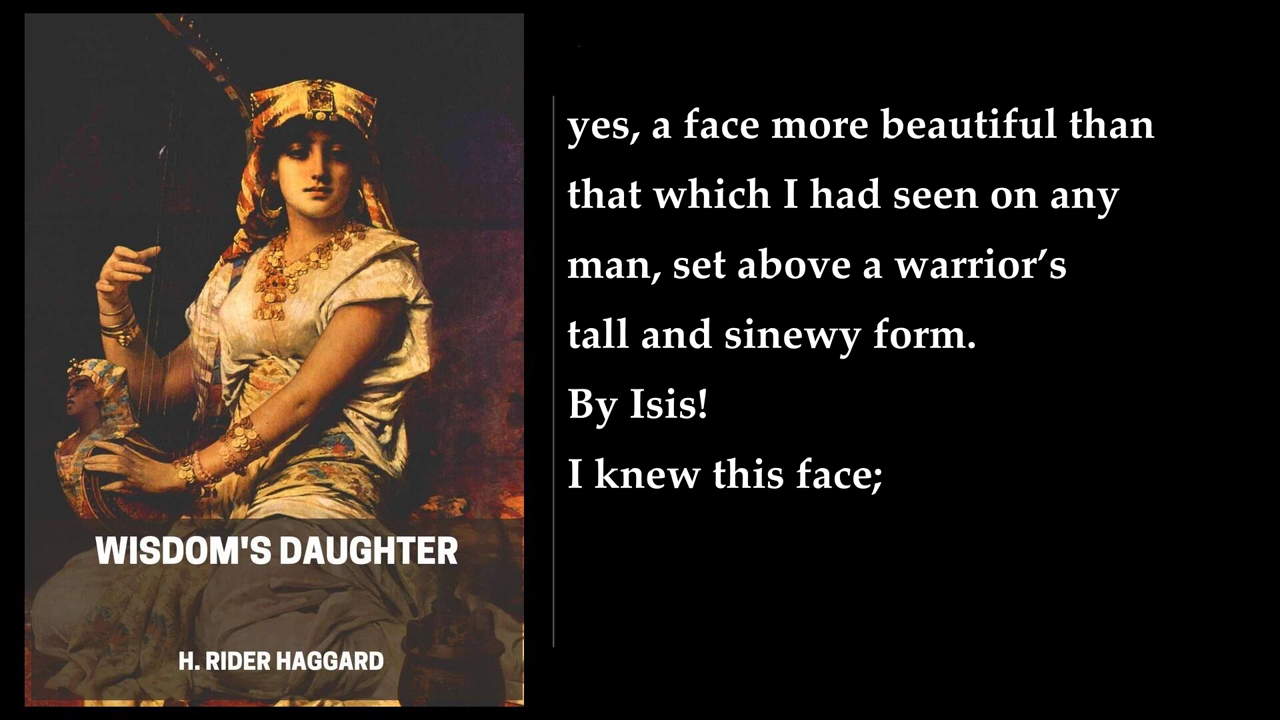 WISDOM'S DAUGHTER
H. RIDER HAGGARD
yes, a face more beautiful than
that which I had seen on any
man, set above a warrior’s
tall and sinewy form.
By Isis!
I knew this face;